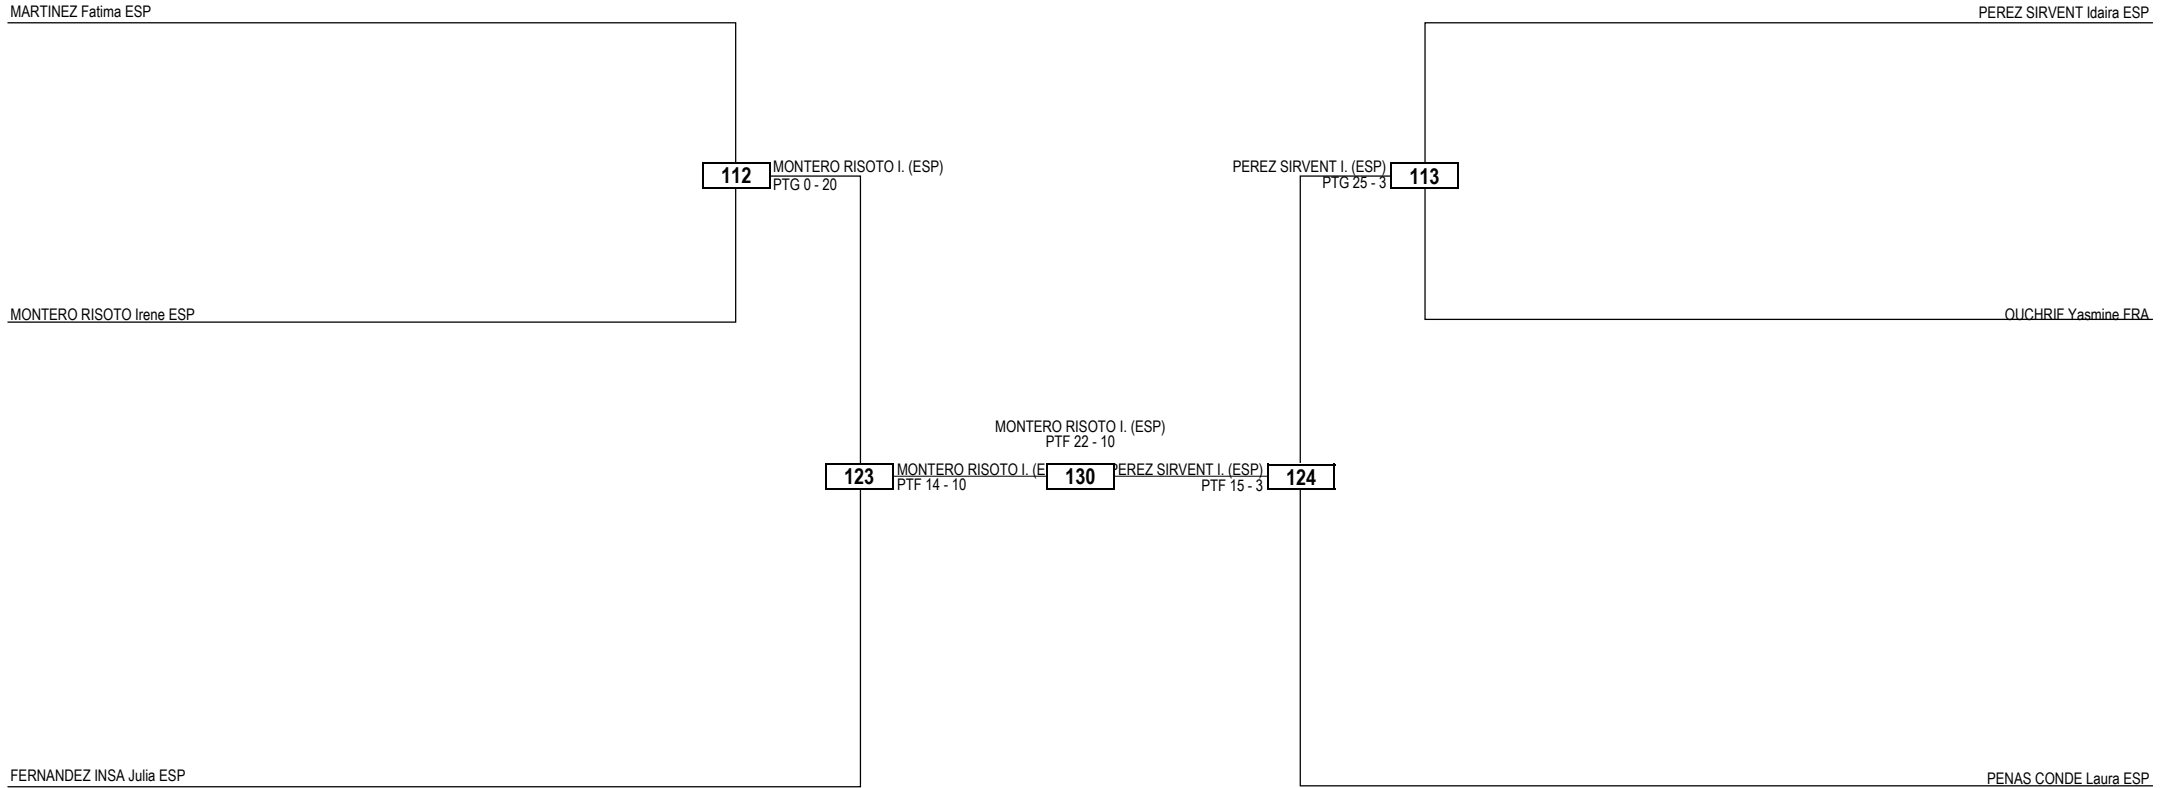 MARTINEZ Fatima ESP
PEREZ SIRVENT Idaira ESP
112
MONTERO RISOTO I. (ESP)
PTG 0 - 20
PEREZ SIRVENT I. (ESP)
PTG 25 - 3
113
MONTERO RISOTO Irene ESP
OUCHRIF Yasmine FRA
MONTERO RISOTO I. (ESP)
PTF 22 - 10
123
MONTERO RISOTO I. (E
PTF 14 - 10
130
PEREZ SIRVENT I. (ESP)
PTF 15 - 3
124
FERNANDEZ INSA Julia ESP
PENAS CONDE Laura ESP